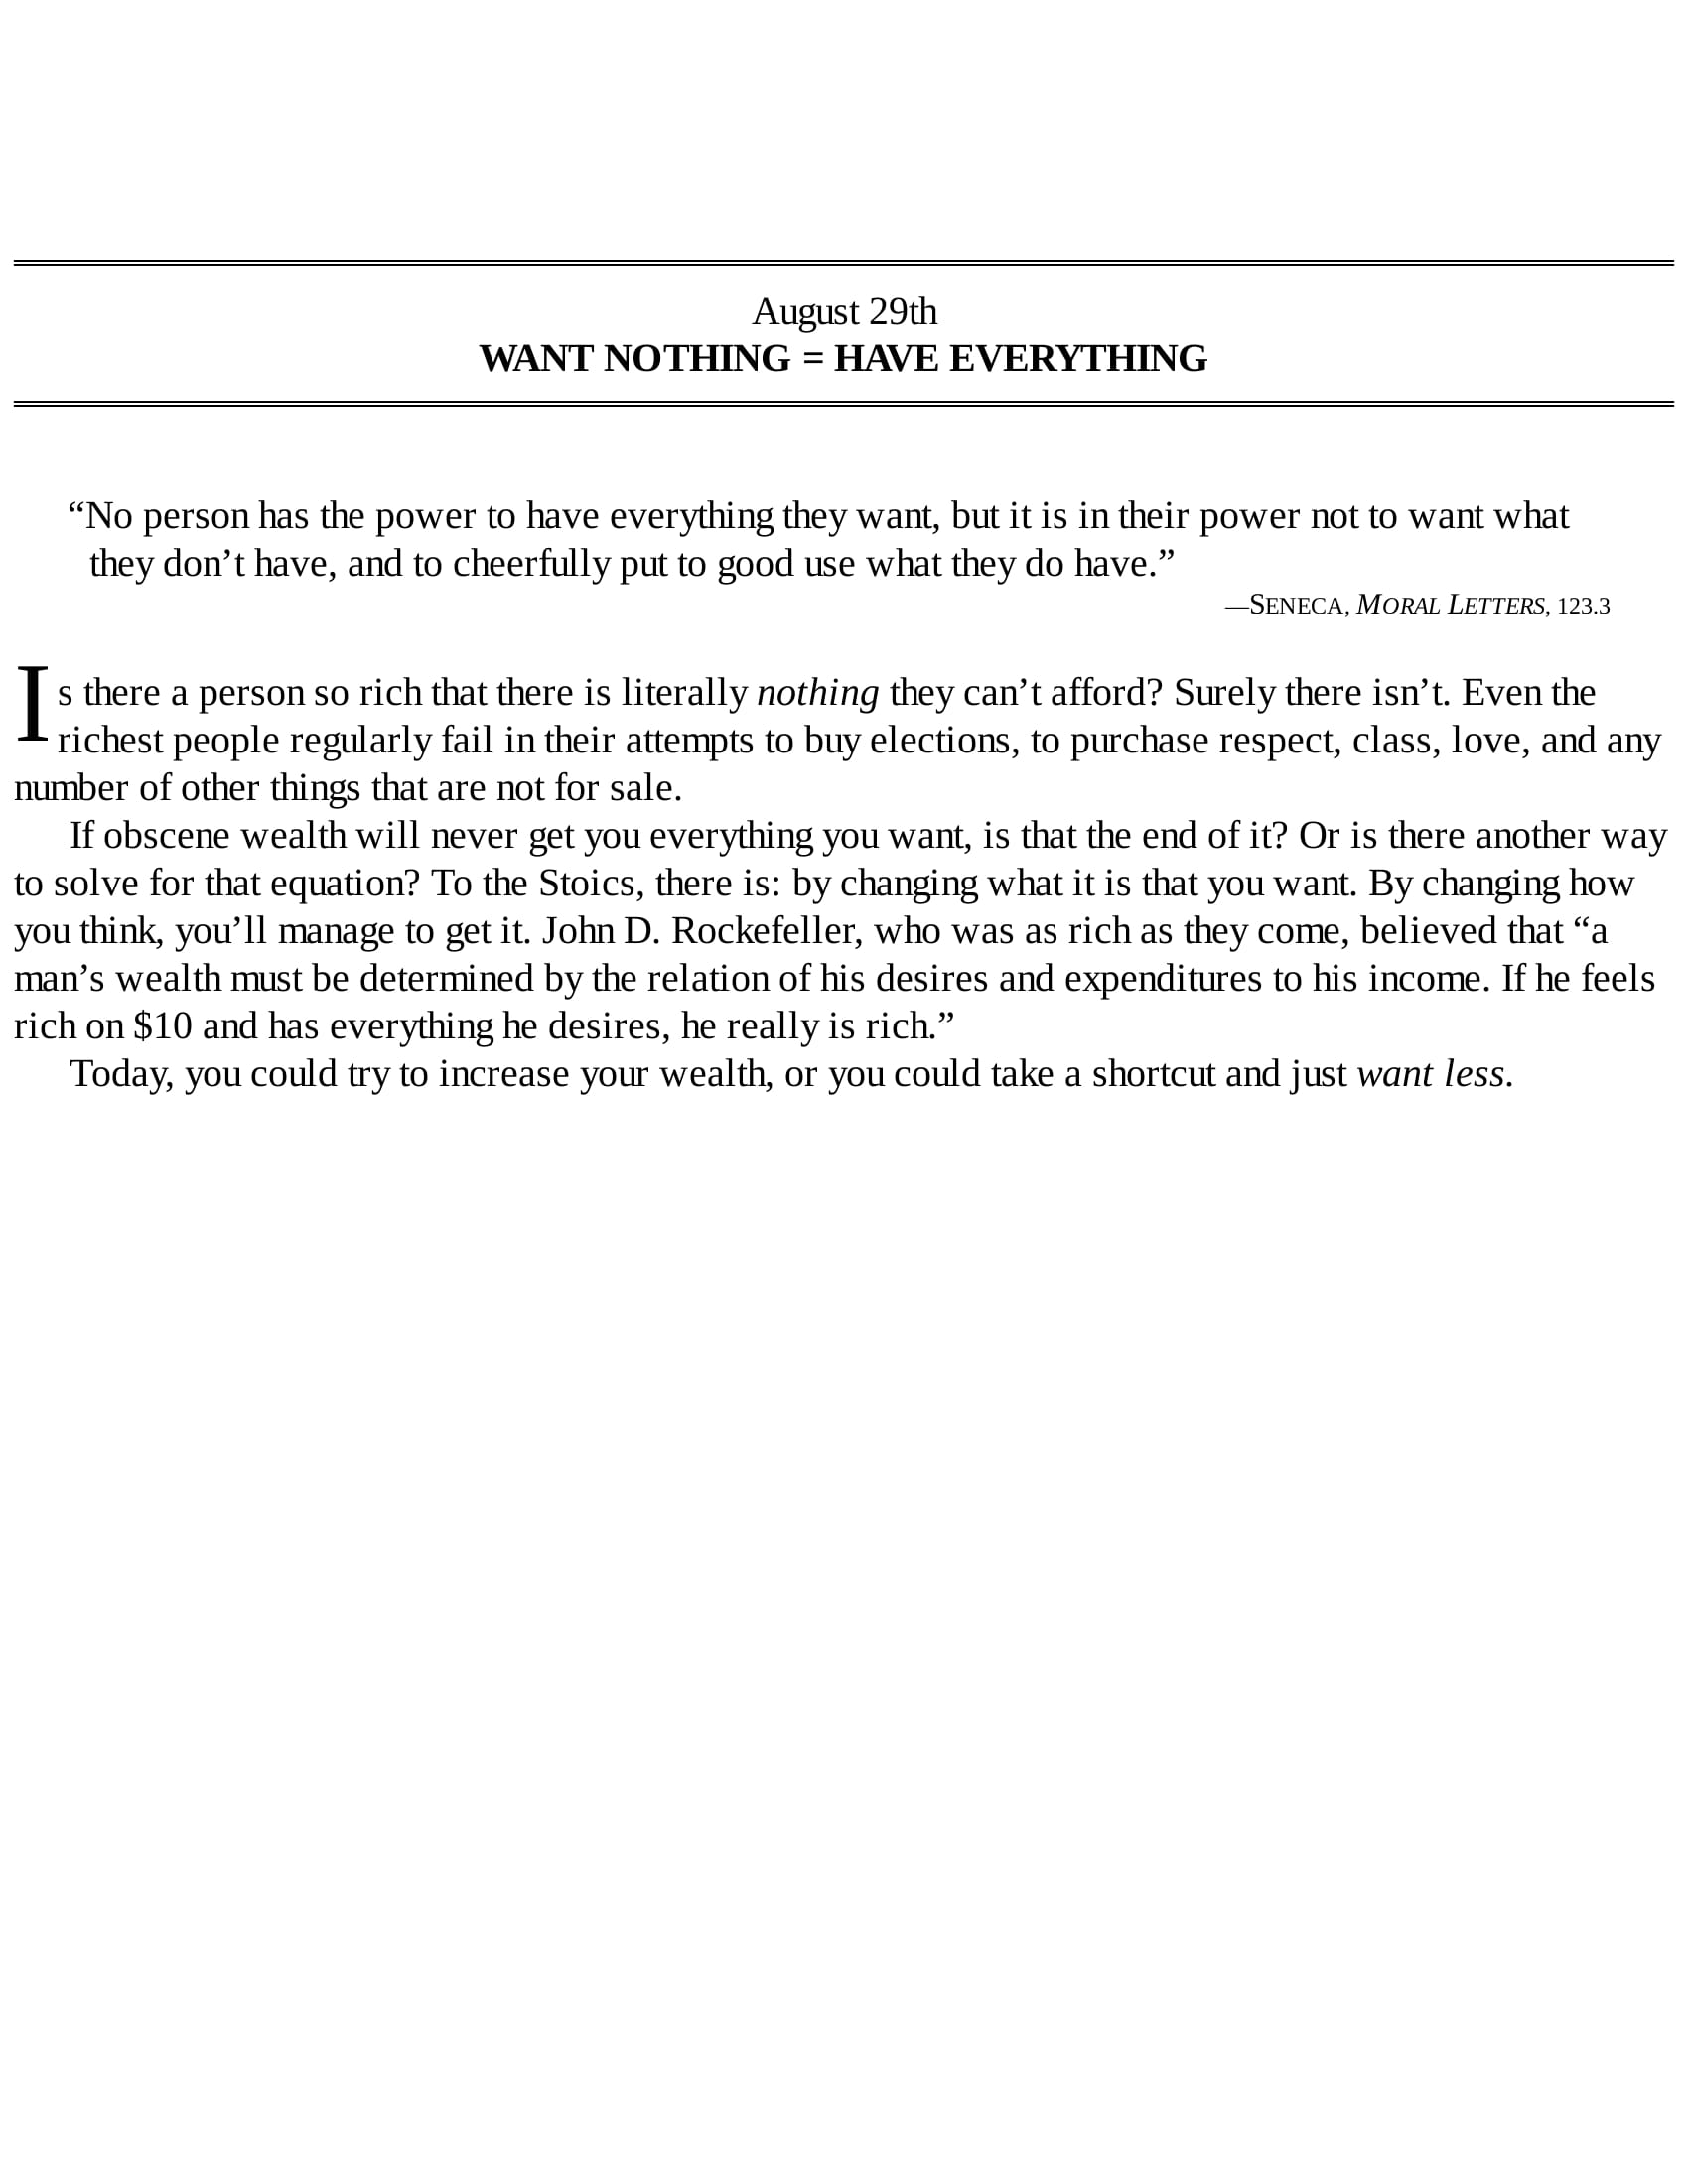 August 29th
WANT NOTHING = HAVE EVERYTHING
“No person has the power to have everything they want, but it is in their power not to want what
they don’t have, and to cheerfully put to good use what they do have.”
—SENECA, MORAL LETTERS, 123.3
Is there a person so rich that there is literally nothing they can’t afford? Surely there isn’t. Even the
richest people regularly fail in their attempts to buy elections, to purchase respect, class, love, and any
number of other things that are not for sale.
If obscene wealth will never get you everything you want, is that the end of it? Or is there another way
to solve for that equation? To the Stoics, there is: by changing what it is that you want. By changing how
you think, you’ll manage to get it. John D. Rockefeller, who was as rich as they come, believed that “a
man’s wealth must be determined by the relation of his desires and expenditures to his income. If he feels
rich on $10 and has everything he desires, he really is rich.”
Today, you could try to increase your wealth, or you could take a shortcut and just want less.